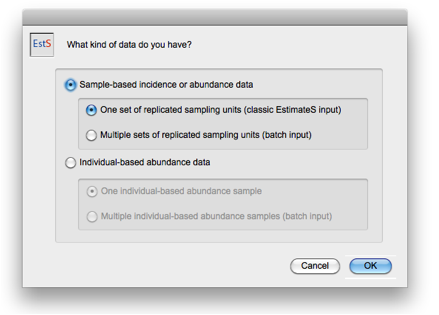 EstS
What kind of data do you have?
Sample-based incidence or abundance data
One set of replicated sampling units (classic EstimateS input)
Multiple sets of replicated sampling units (batch input)
Individual-based abundance data
One individual-based abundance sample
Multiple individual-based abundance samples (batch input)
Cancel
OK